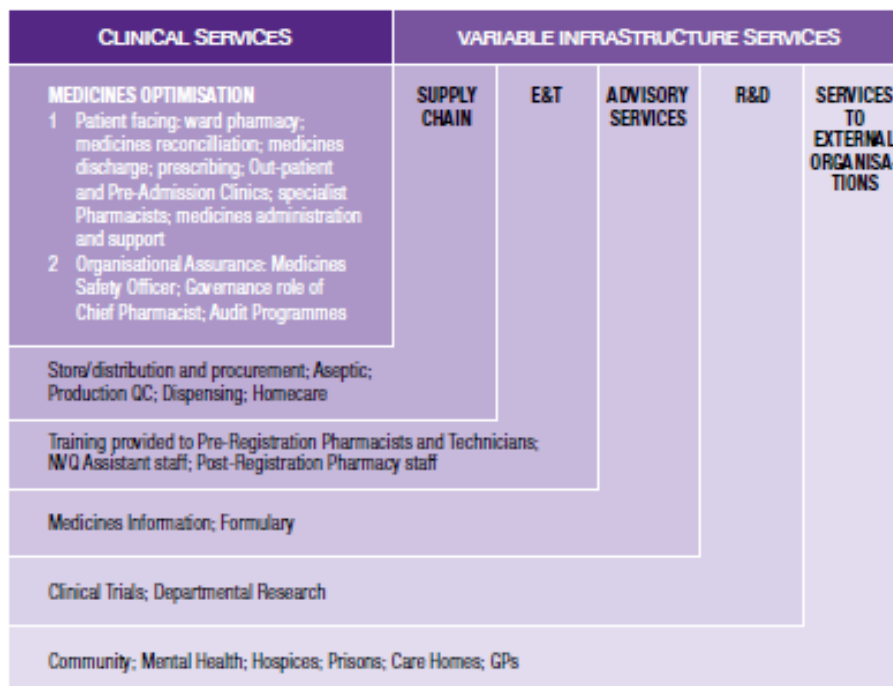 CLINICAL SERVICES
VARIABLE INFRASTRUCTURE SERVICES
MEDICINES OPTIMISATION
1 Patient facing: ward pharmacy;
medicines reconcilliation; medicines
discharge; prescribing; Out-patient
and Pre-Admission Clinics; specialist
Pharmacists; medicines administration
and support
2 Organisational Assurance: Medicines
Safety Officer; Governance role of
Chief Pharmacist; Audit Programmes
SUPPLY
CHAIN
E&T
ADVISORY
SERVICES
R&D
SERVICES
TO
EXTERNAL
ORGANISA-
TIONS
Store/distribution and procurement; Aseptic;
Production QC; Dispensing; Homecare
Training provided to Pre-Registration Pharmacists and Technicians;
NVQ Assistant staff; Post-Registration Pharmacy staff
Medicines Information; Formulary
Clinical Trials; Departmental Research
Community; Mental Health; Hospices; Prisons; Care Homes; GPs